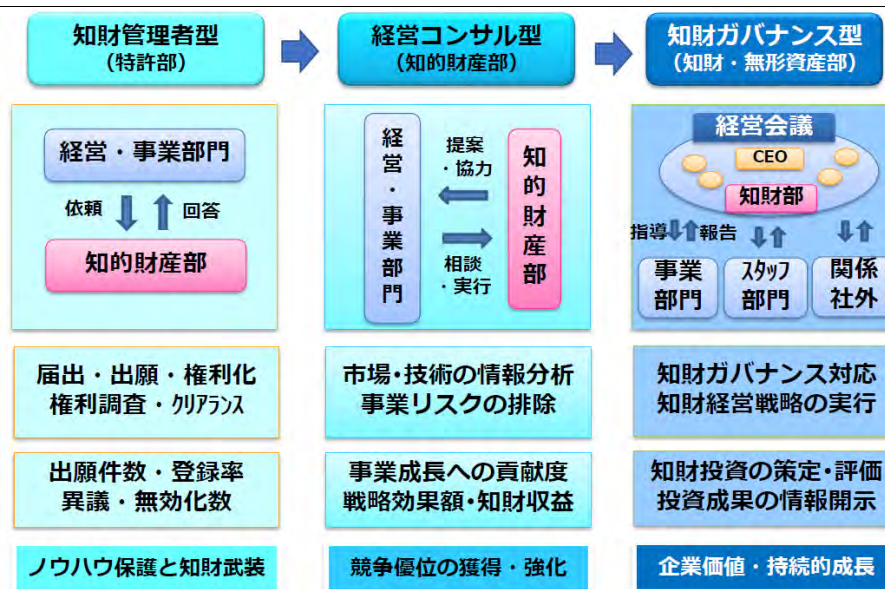 知財管理者型
(特許部)
経営コンサル型
(知的財産部)
知財ガバナンス型
(知財・無形資産部)
経営・事業部門
依頼
回答
知的財産部
経営・事業部門
提案
・協力
相談
・実行
知的財産部
経営会議
CEO
知財部
指導
報告
事業
部門
ｽﾀｯﾌ
部門
関係
社外
届出・出願・権利化
権利調査・ｸﾘｱﾗﾝｽ
市場・技術の情報分析
事業リスクの排除
知財ガバナンス対応
知財経営戦略の実行
出願件数・登録率
異議・無効化数
事業成長への貢献度
戦略効果額・知財収益
知財投資の策定・評価
投資成果の情報開示
ノウハウ保護と知財武装
競争優位の獲得・強化
企業価値・持続的成長